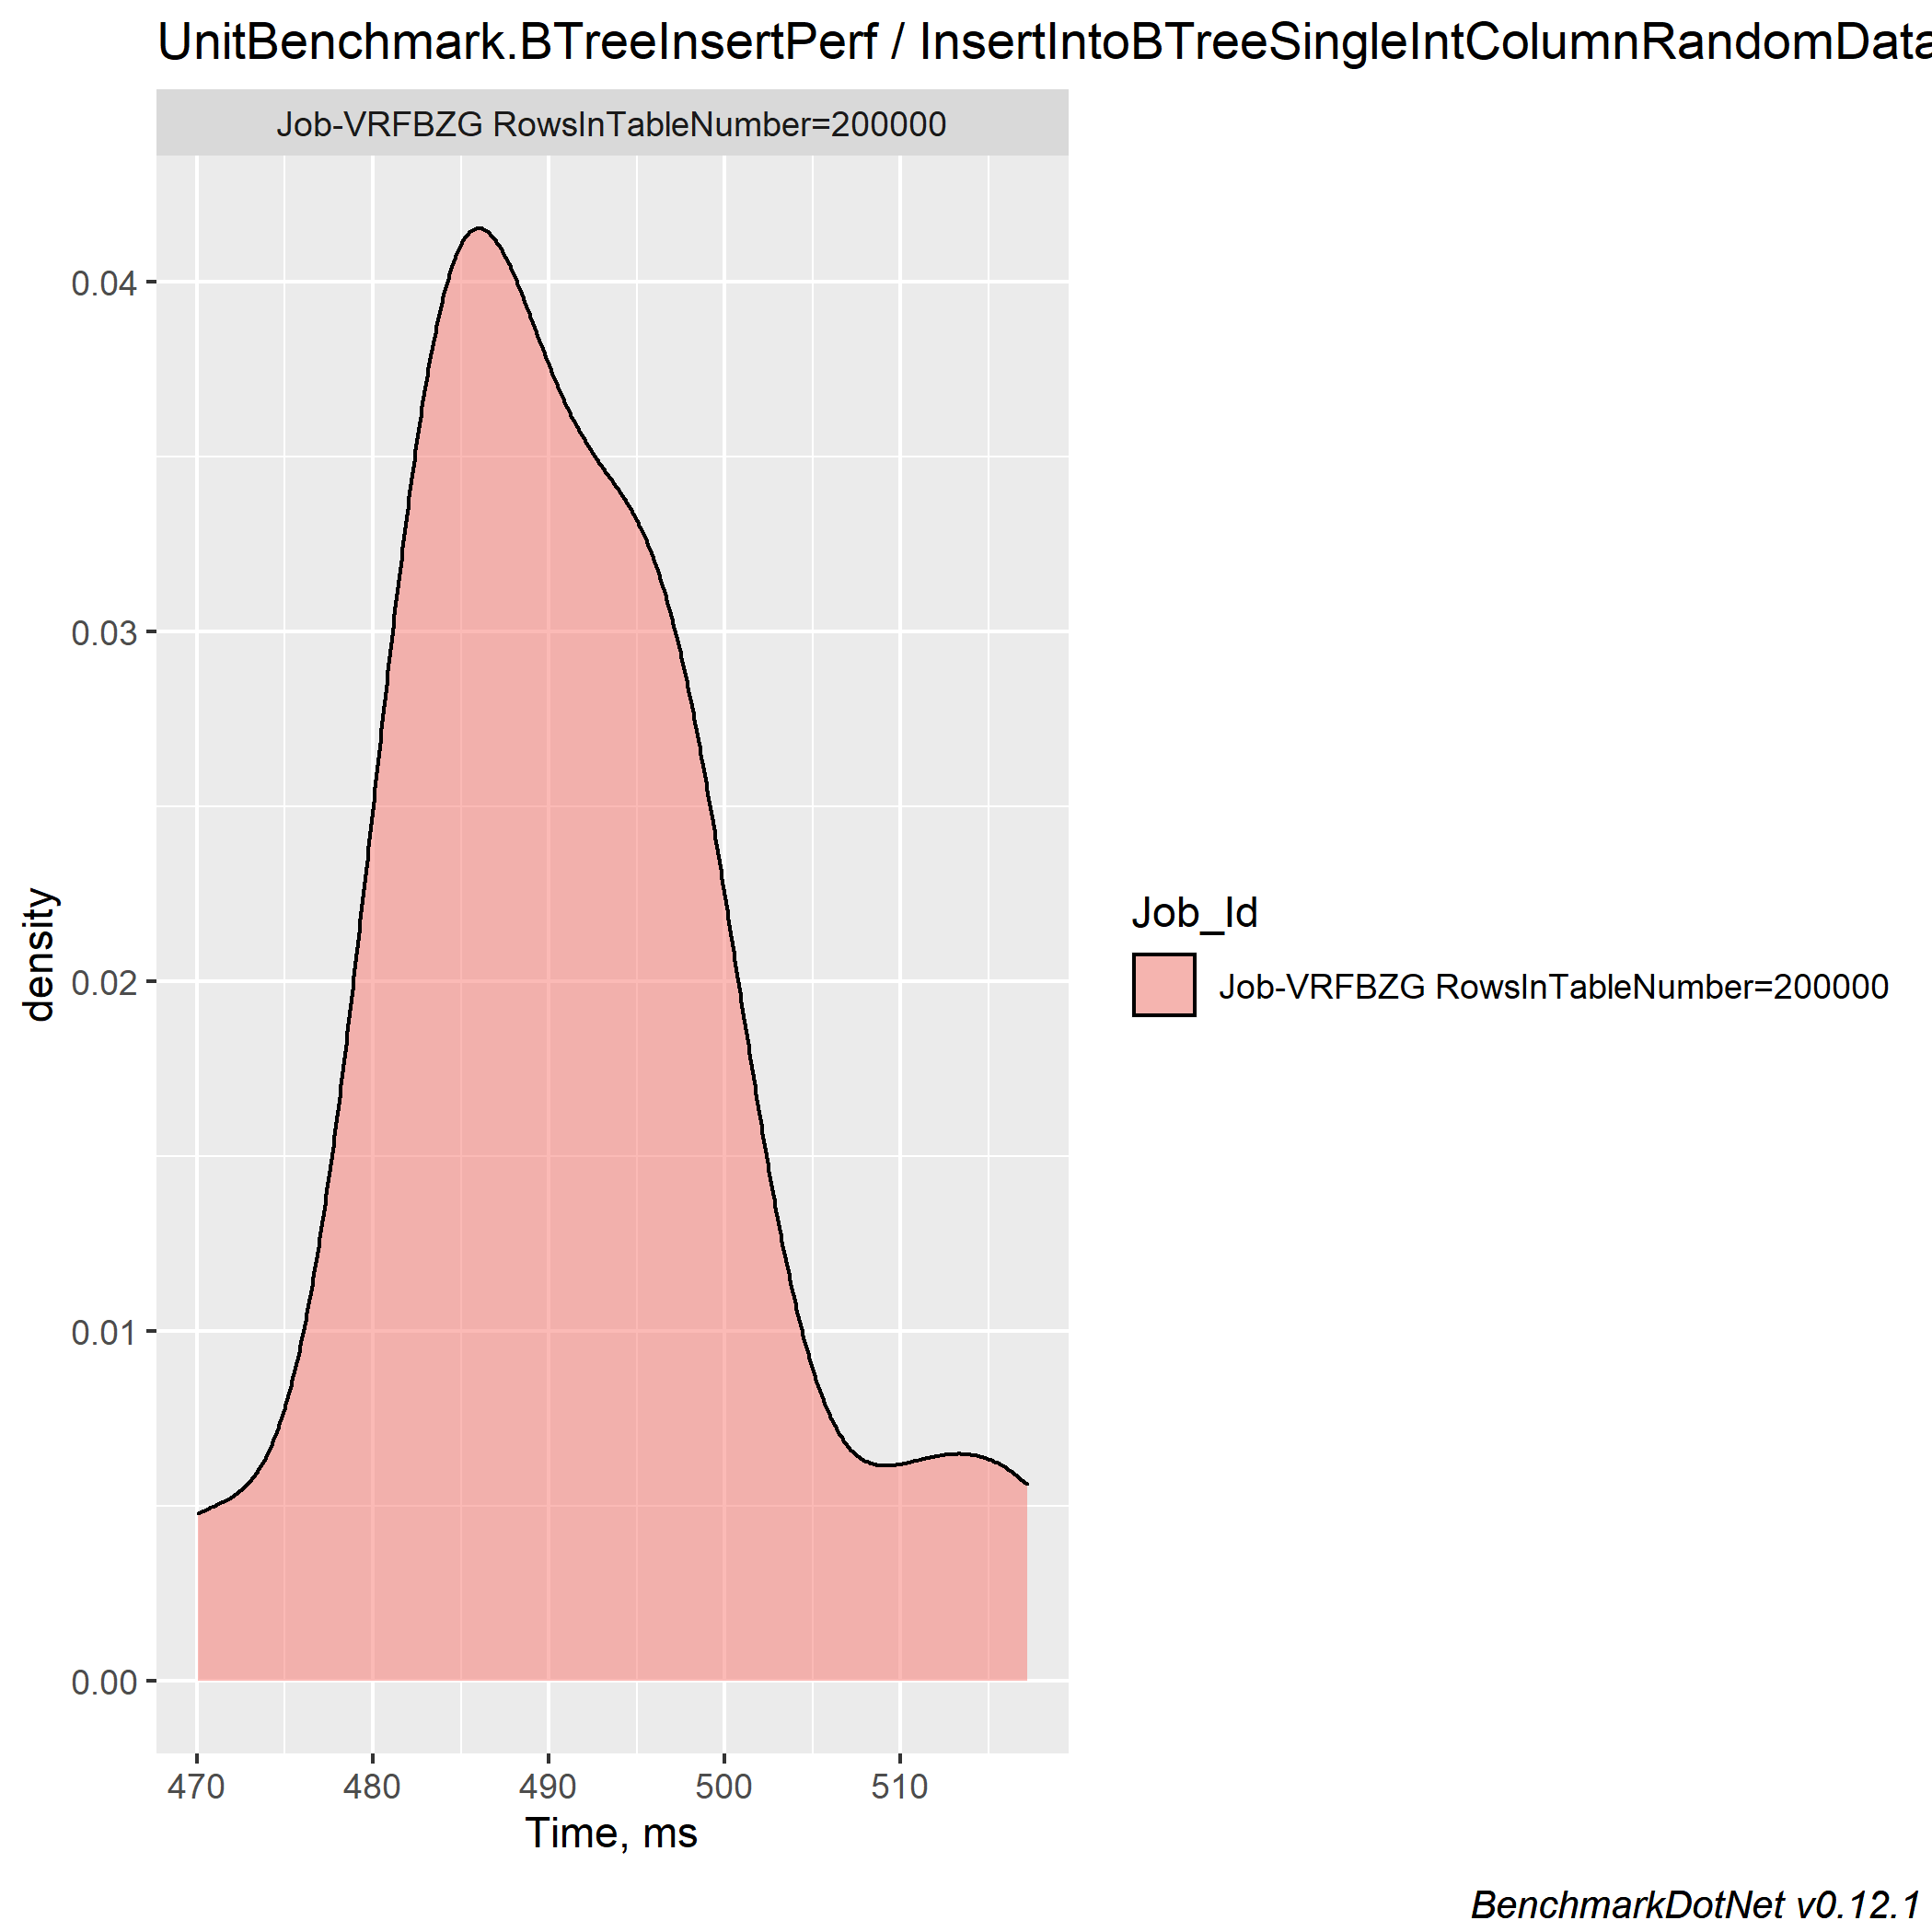 UnitBenchmark.BTreeInsertPerf / InsertIntoBTreeSingleIntColumnRandomData
Job-VRFBZG RowsInTableNumber=200000
0.04
0.03
0.02
0.01
0.00
density
470 480 490 500 510
Time, ms
Job_Id
Job-VRFBZG RowsInTableNumber=200000
BenchmarkDotNet v0.12.1